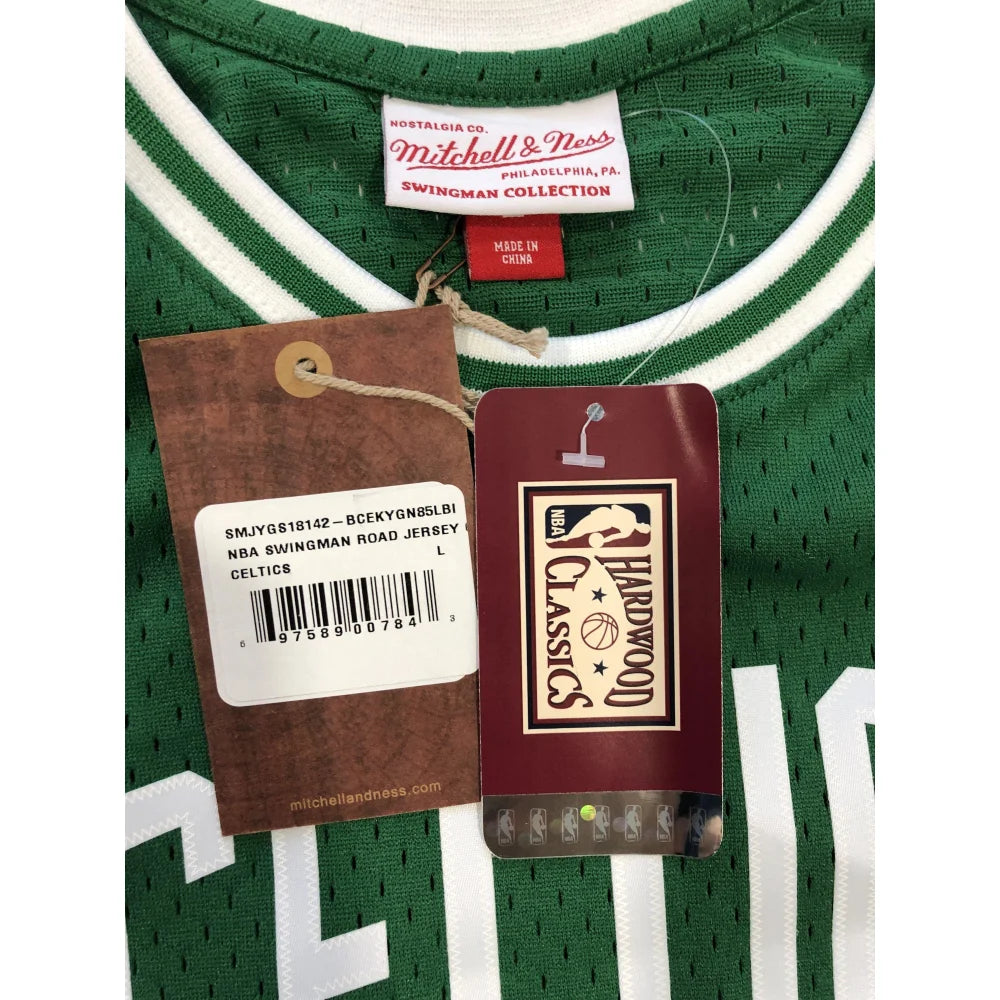 NOSTALGIA CO.
Mitchell & Ness
PHILADELPHIA, PA.
SWINGMAN COLLECTION
MADE IN
CHINA
SMJYGS18142-BCEKYGN85LBI
NBA SWINGMAN ROAD JERSEY
CELTICS L
6 97589 00784 3
mitchellandness.com
NBA
HARDWOOD
CLASSICS